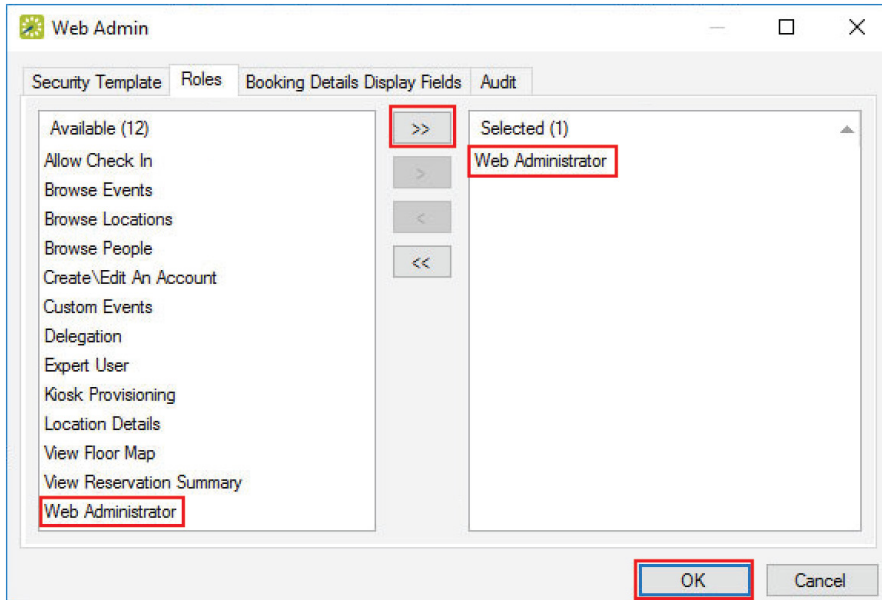 Web Admin
Security Template Roles Booking Details Display Fields Audit
Available (12)
Allow Check In
Browse Events
Browse Locations
Browse People
Create\Edit An Account
Custom Events
Delegation
Expert User
Kiosk Provisioning
Location Details
View Floor Map
View Reservation Summary
Web Administrator
>>
>
<
<<
Selected (1)
Web Administrator
OK Cancel